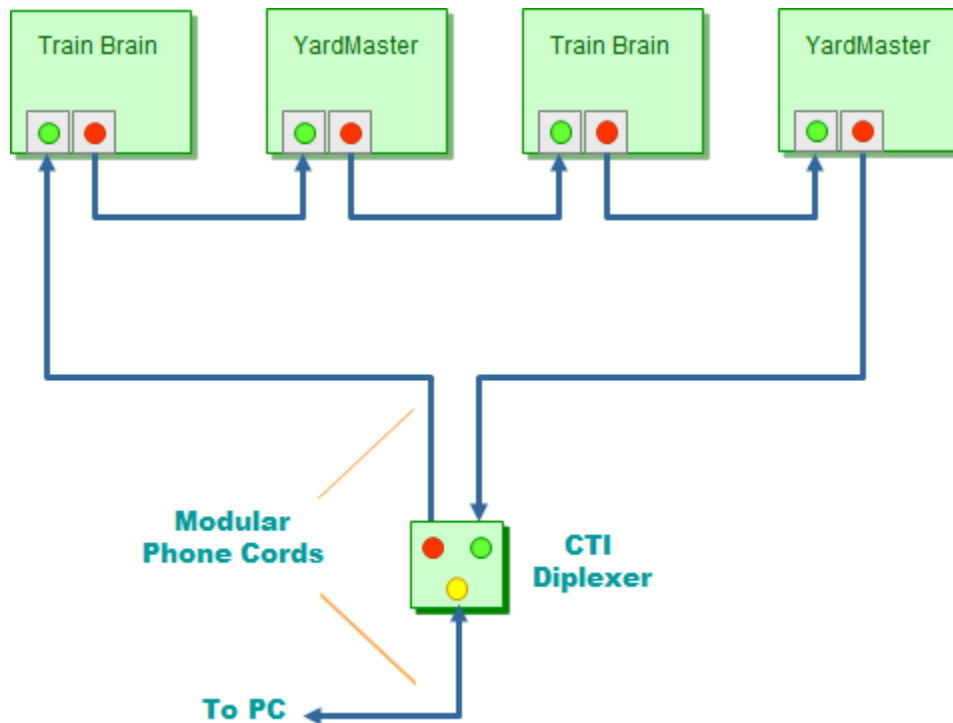 Train Brain
YardMaster
Train Brain
YardMaster
Modular
Phone Cords
CTI
Diplexer
To PC